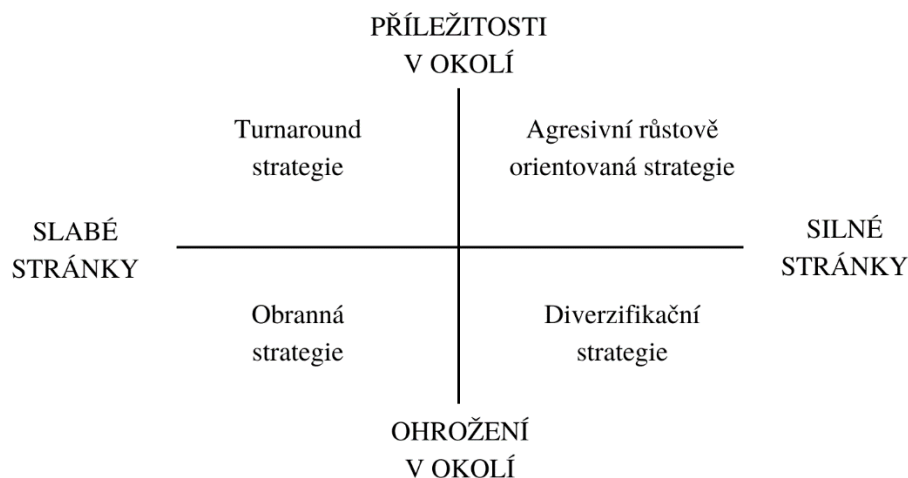 PŘÍLEŽITOSTI
V OKOLÍ
Turnaround
strategie
Agresivní růstově
orientovaná strategie
SLABÉ
STRÁNKY
SILNÉ
STRÁNKY
Obranná
strategie
Diverzifikační
strategie
OHROŽENÍ
V OKOLÍ